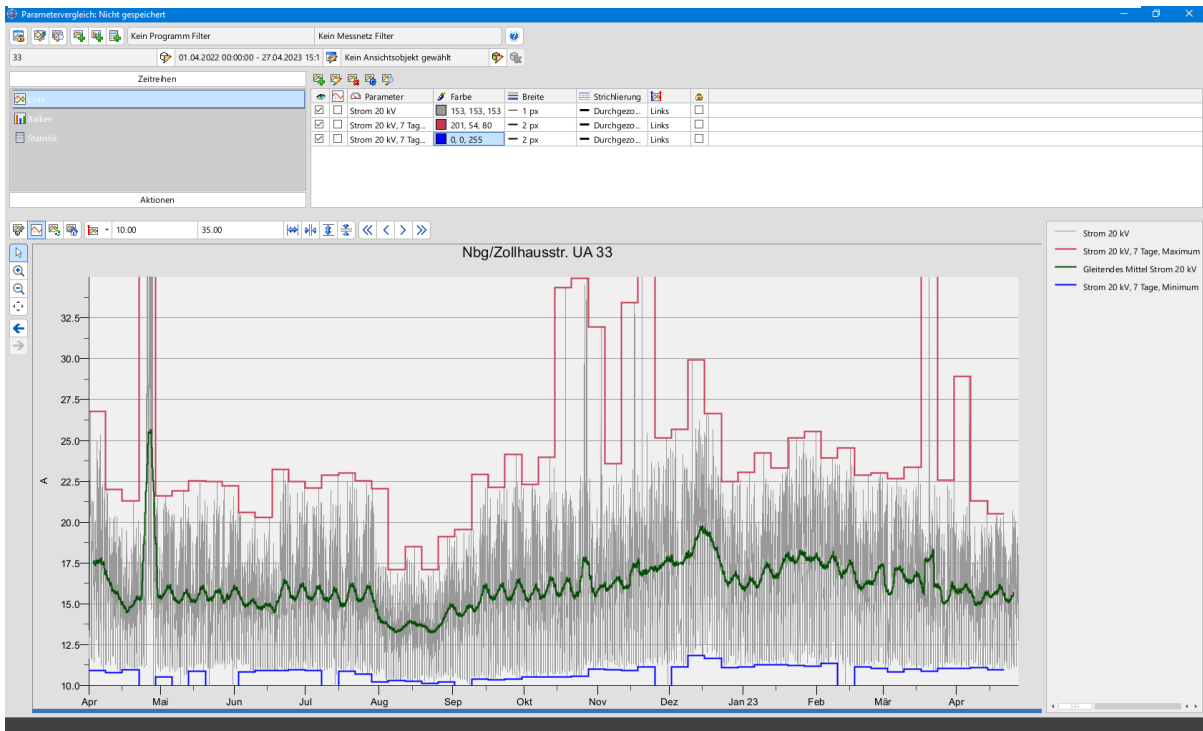 Parametervergleich: Nicht gespeichert
Kein Programm Filter
Kein Messnetz Filter
33
01.04.2022 00:00:00 - 27.04.2023 15:1
Kein Ansichtsobjekt gewählt
Zeitreihen
Linie
Balken
Statistik
Aktionen
Parameter Farbe Breite Strichlierung
Strom 20 kV 153, 153, 153 1 px Durchgezo... Links
Strom 20 kV, 7 Tag... 201, 54, 80 2 px Durchgezo... Links
Strom 20 kV, 7 Tag... 0, 0, 255 2 px Durchgezo... Links
10.00 35.00
Nbg/Zollhausstr. UA 33
Strom 20 kV
Strom 20 kV, 7 Tage, Maximum
Gleitendes Mittel Strom 20 kV
Strom 20 kV, 7 Tage, Minimum
A
32.5
30.0
27.5
25.0
22.5
20.0
17.5
15.0
12.5
10.0
Apr Mai Jun Jul Aug Sep Okt Nov Dez Jan 23 Feb Mär Apr